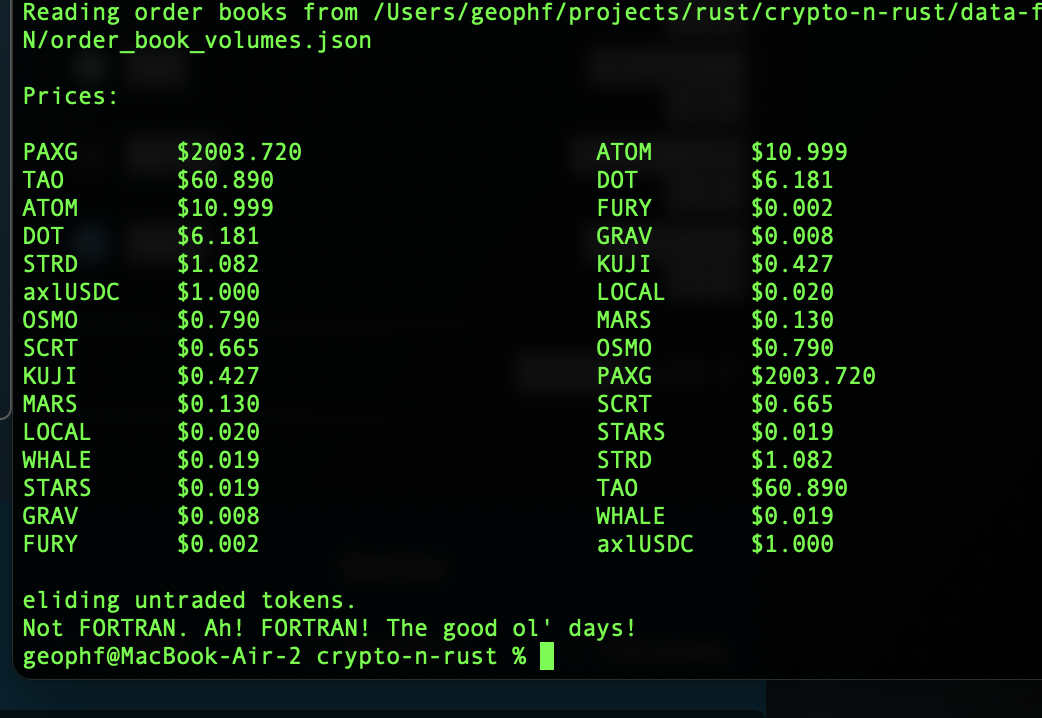 Reading order books from /Users/geophf/projects/rust/crypto-n-rust/data-f
N/order_book_volumes.json
Prices:
PAXG $2003.720 ATOM $10.999
TAO $60.890 DOT $6.181
ATOM $10.999 FURY $0.002
DOT $6.181 GRAV $0.008
STRD $1.082 KUJI $0.427
axlUSDC $1.000 LOCAL $0.020
OSMO $0.790 MARS $0.130
SCRT $0.665 OSMO $0.790
KUJI $0.427 PAXG $2003.720
MARS $0.130 SCRT $0.665
LOCAL $0.020 STARS $0.019
WHALE $0.019 STRD $1.082
STARS $0.019 TAO $60.890
GRAV $0.008 WHALE $0.019
FURY $0.002 axlUSDC $1.000
eliding untraded tokens.
Not FORTRAN. Ah! FORTRAN! The good ol' days!
geophf@MacBook-Air-2 crypto-n-rust %